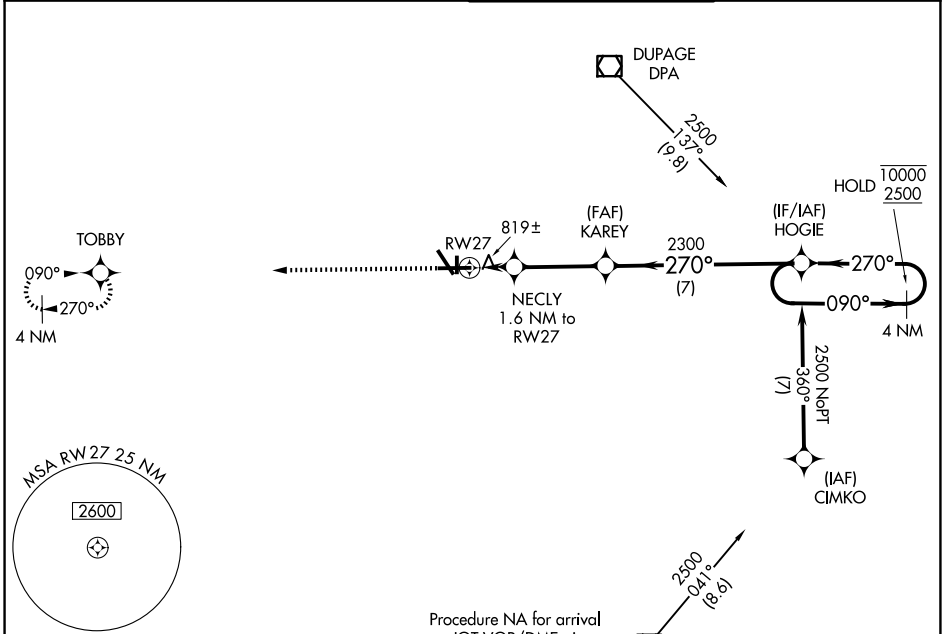 DUPAGE
DPA
2500
137°
(9.8)
HOLD
10000
2500
(IF/IAF)
HOGIE
(FAF)
KAREY
819±
RW27
TOBBY
2300
270°
(7)
270°
090°
270°
4 NM
NECLY
1.6 NM to
RW27
090°
4 NM
2500 NoPT
360°
(7)
(IAF)
CIMKO
MSA RW27 25 NM
2600
2500
041°
(8.6)
Procedure NA for arrival